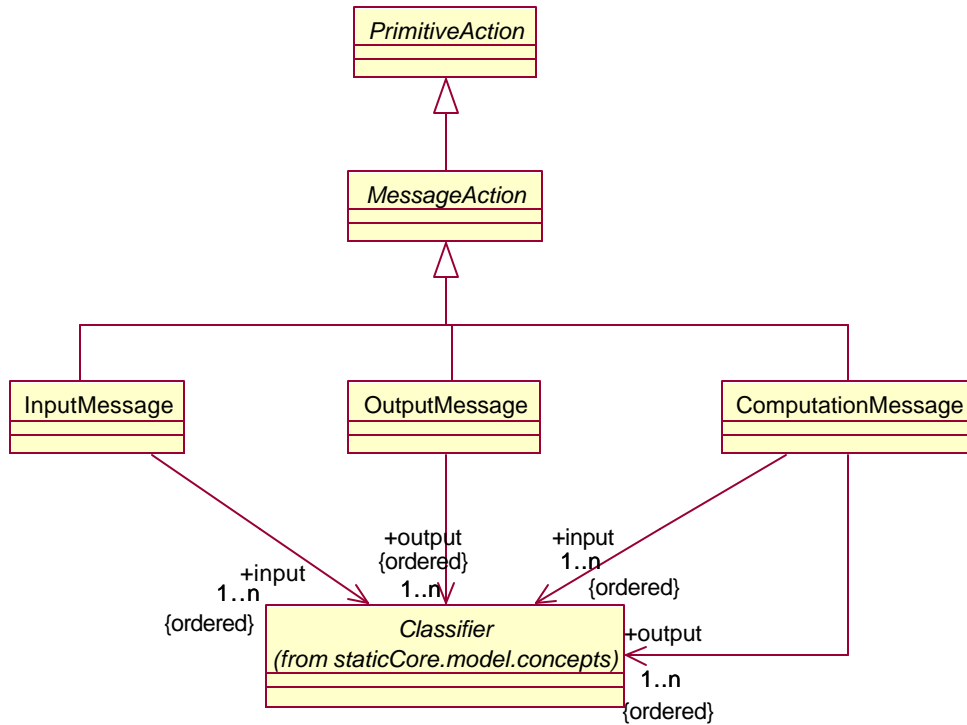 PrimitiveAction
MessageAction
InputMessage
OutputMessage
ComputationMessage
+output
{ordered}
1..n
+input
1..n
{ordered}
+input
1..n
{ordered}
Classifier
(from staticCore.model.concepts)
+output
1..n
{ordered}